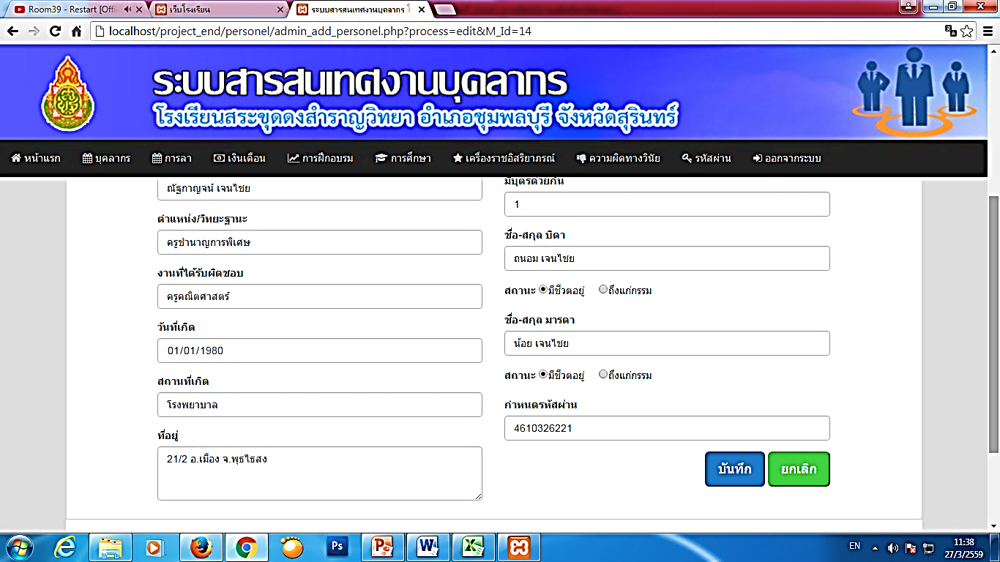 Room39 - Restart [Offi
เว็บโรงเรียน
ระบบสารสนเทศงานบุคลากร โ
localhost/project_end/personel/admin_add_personel.php?process=edit&M_Id=14
ระบบสารสนเทศงานบุคลากร
โรงเรียนสระขุดดงสำราญวิทยา อำเภอชุมพลบุรี จังหวัดสุรินทร์
หน้าแรก บุคลากร การลา เงินเดือน การฝึกอบรม การศึกษา เครื่องราชอิสริยาภรณ์ ความผิดทางวินัย รหัสผ่าน ออกจากระบบ
ณัฐกาญจน์ เจนไชย
ตำแหน่ง/วิทยะฐานะ
ครูชำนาญการพิเศษ
งานที่ได้รับผิดชอบ
ครูคณิตศาสตร์
วันที่เกิด
01/01/1980
สถานที่เกิด
โรงพยาบาล
ที่อยู่
21/2 อ.เมือง จ.พุธไธสง
มีบุตรด้วยกัน
1
ชื่อ-สกุล บิดา
ถนอม เจนไชย
สถานะ มีชีวตอยู่ ถึงแก่กรรม
ชื่อ-สกุล มารดา
น้อย เจนไชย
สถานะ มีชีวตอยู่ ถึงแก่กรรม
กำหนดรหัสผ่าน
4610326221
บันทึก ยกเลิก
Ps
EN
11:38
27/3/2559